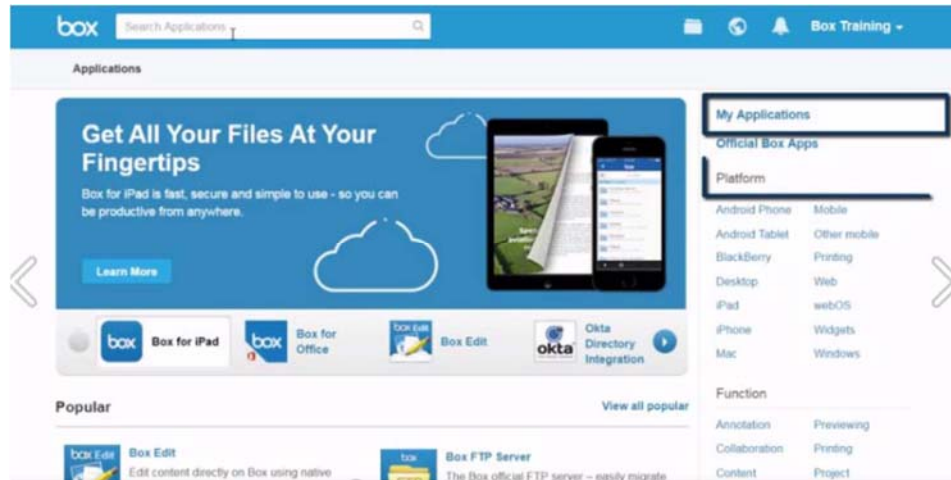 box
Search Applications
Box Training
Applications
Get All Your Files At Your
Fingertips
Box for iPad is fast, secure and simple to use - so you can
be productive from anywhere.
Learn More
box
Box for iPad
box
Box for
Office
box Edit
Box Edit
okta
Okta
Directory
Integration
Popular
View all popular
box Edit
Box Edit
Edit content directly on Box using native
box
Box FTP Server
The Box official FTP server – easily migrate
My Applications
Official Box Apps
Platform
Android Phone
Mobile
Android Tablet
Other mobile
BlackBerry
Printing
Desktop
Web
iPad
webOS
iPhone
Widgets
Mac
Windows
Function
Annotation
Previewing
Collaboration
Printing
Content
Project